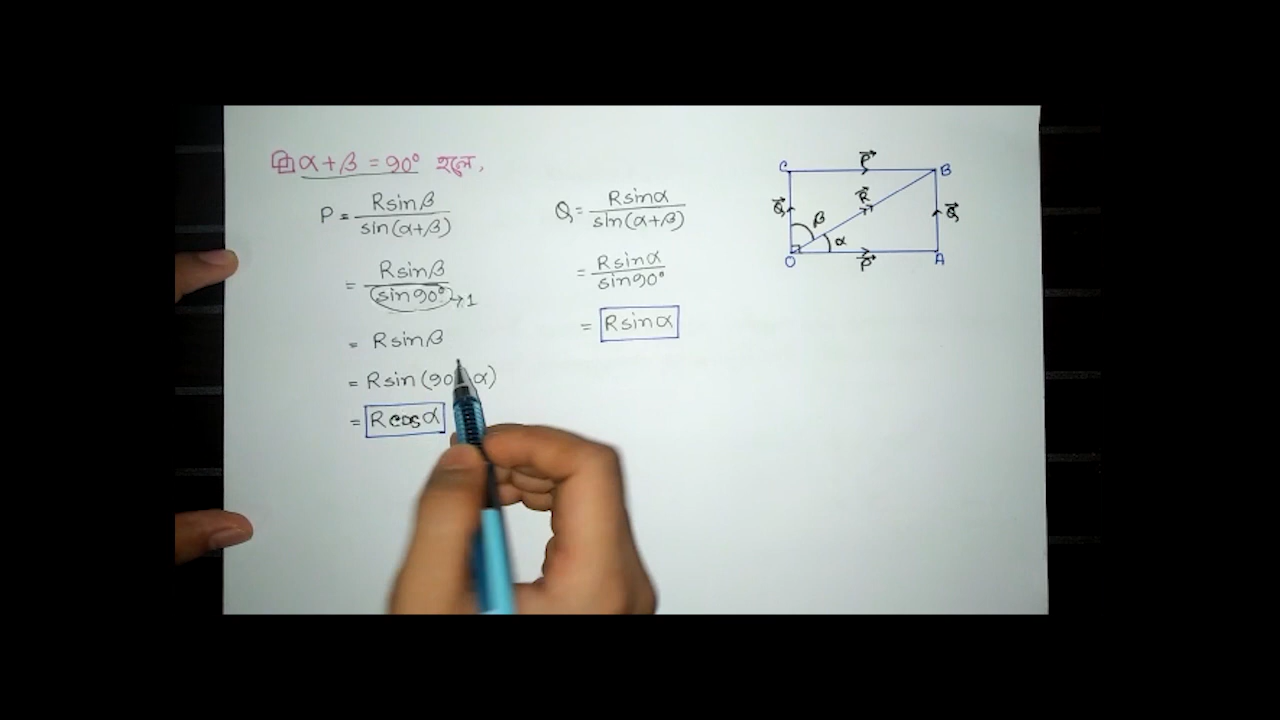 α+β = 90° হলে,
P = Rsinβ / sin(α+β)
= Rsinβ / sin90° → 1
= Rsinβ
= Rsin(90 α)
= Rcosα
Q = Rsinα / sin(α+β)
= Rsinα / sin90°
= Rsinα
C P⃗ B
Q⃗ R⃗ Q⃗
β
α
O P⃗ A